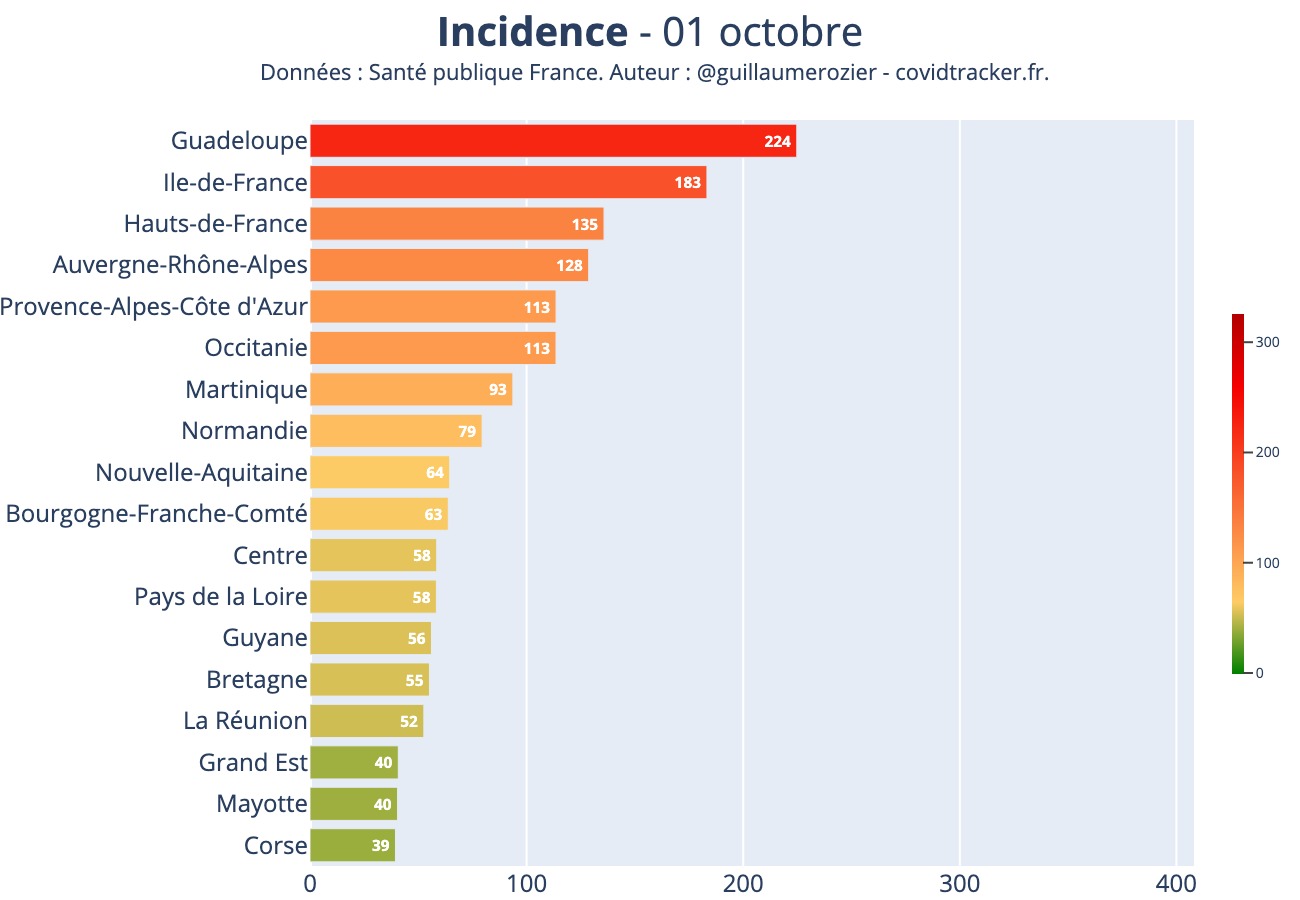 Incidence - 01 octobre
Données : Santé publique France. Auteur : @guillaumerozier - covidtracker.fr.
Guadeloupe 224
Ile-de-France 183
Hauts-de-France 135
Auvergne-Rhône-Alpes 128
Provence-Alpes-Côte d'Azur 113
Occitanie 113
Martinique 93
Normandie 79
Nouvelle-Aquitaine 64
Bourgogne-Franche-Comté 63
Centre 58
Pays de la Loire 58
Guyane 56
Bretagne 55
La Réunion 52
Grand Est 40
Mayotte 40
Corse 39
0 100 200 300 400
300
200
100
0